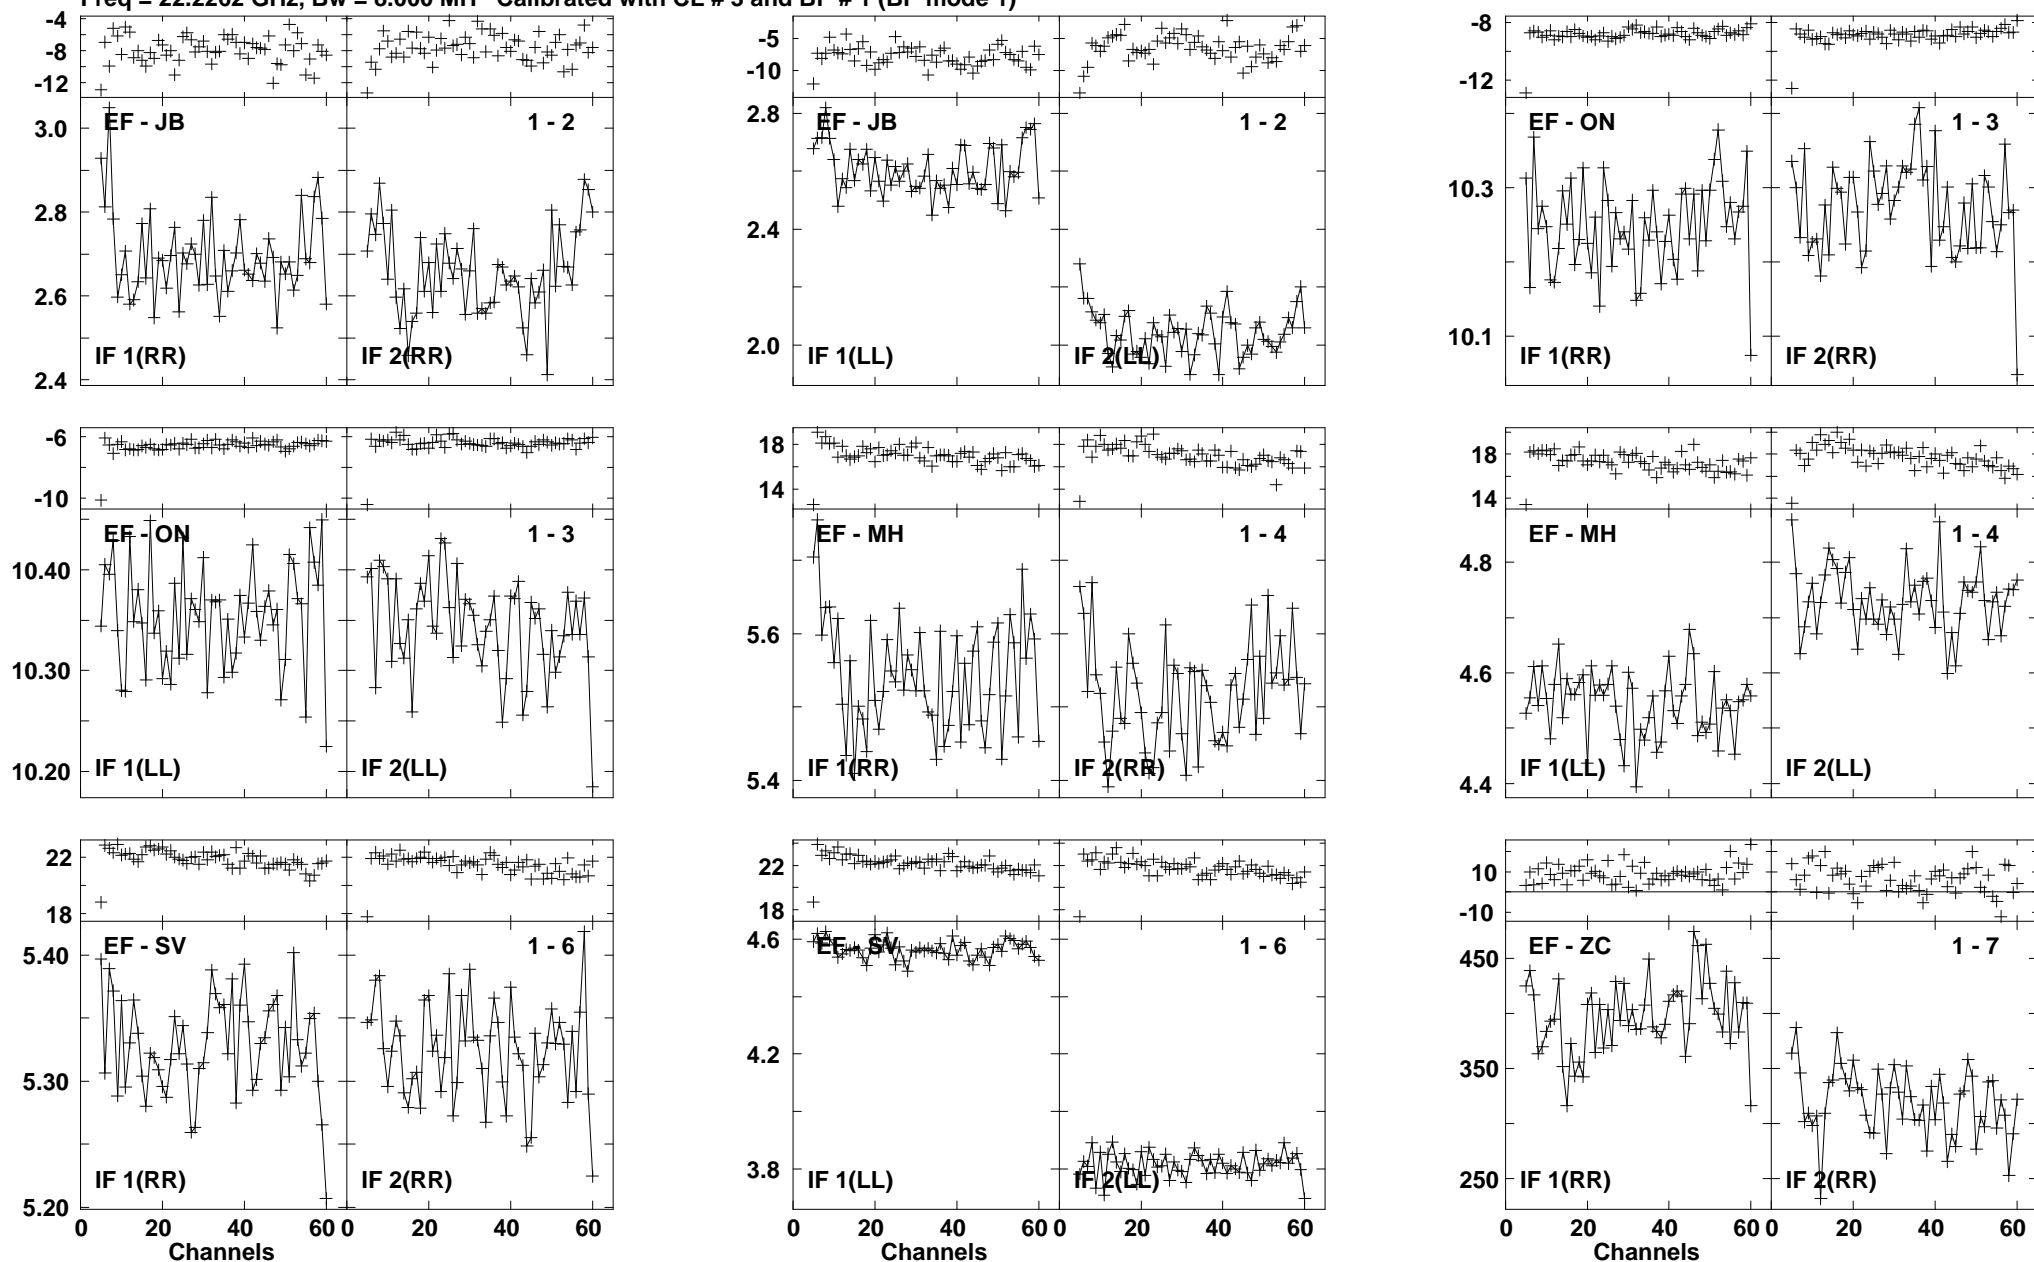 Freq = 22.2262 GHz, Bw = 8.000 MH Calibrated with CL # 3 and BP # 1 (BP mode 1)
-4 -8 -12
-5 -10
-8 -12
EF - JB 1 - 2
EF - JB 1 - 2
EF - ON 1 - 3
3.0 2.8 2.6 2.4
2.8 2.4 2.0
10.3 10.1
IF 1(RR) IF 2(RR)
IF 1(LL) IF 2(LL)
IF 1(RR) IF 2(RR)
-6 -10
18 14
18 14
EF - ON 1 - 3
EF - MH 1 - 4
EF - MH 1 - 4
10.40 10.30 10.20
5.6 5.4
4.8 4.6 4.4
IF 1(LL) IF 2(LL)
IF 1(RR) IF 2(RR)
IF 1(LL) IF 2(LL)
22 18
22 18
10 -10
EF - SV 1 - 6
EF - SV 1 - 6
EF - ZC 1 - 7
5.40 5.30 5.20
4.6 4.2 3.8
450 350 250
IF 1(RR) IF 2(RR)
IF 1(LL) IF 2(LL)
IF 1(RR) IF 2(RR)
0 20 40 60 0 20 40 60
0 20 40 60 0 20 40 60
0 20 40 60 0 20 40 60
Channels
Channels
Channels